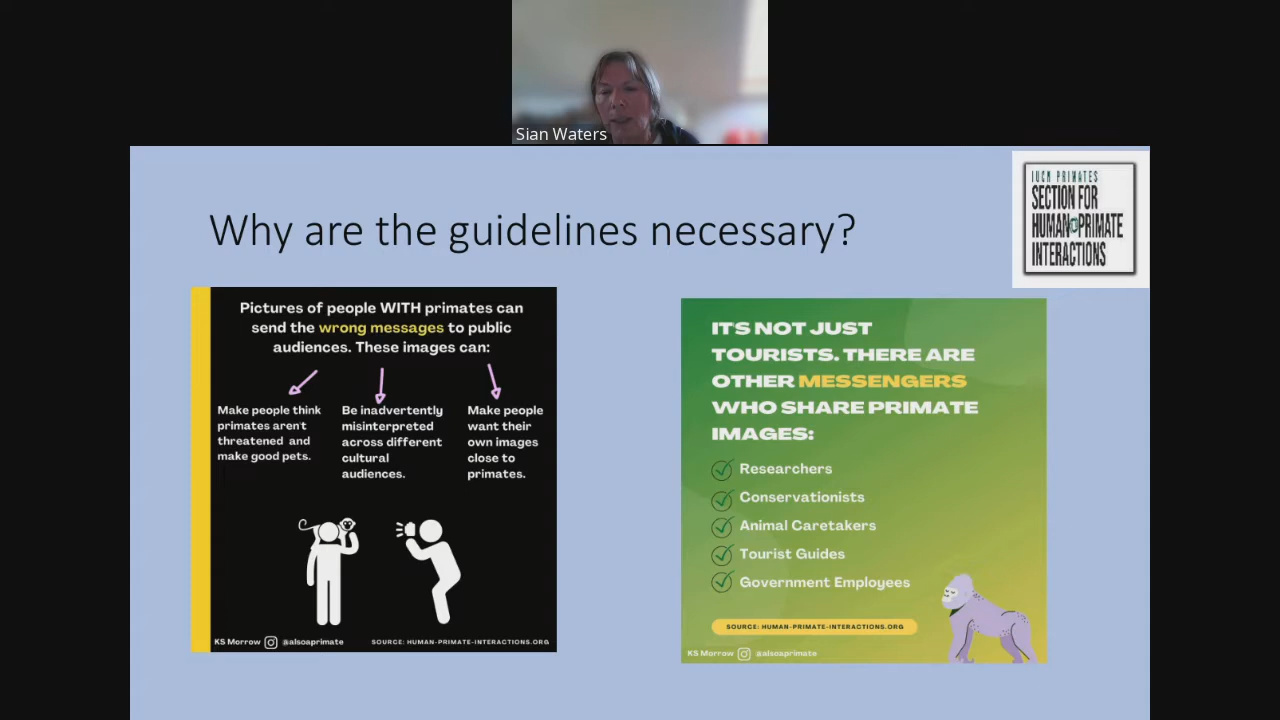 Sian Waters
IUCN PRIMATES
SECTION FOR
HUMAN PRIMATE
INTERACTIONS
Why are the guidelines necessary?
Pictures of people WITH primates can
send the wrong messages to public
audiences. These images can:
Make people think
primates aren't
threatened and
make good pets.
Be inadvertently
misinterpreted
across different
cultural
audiences.
Make people
want their
own images
close to
primates.
KS Morrow @alsoaprimate
SOURCE: HUMAN-PRIMATE-INTERACTIONS.ORG
IT'S NOT JUST
TOURISTS. THERE ARE
OTHER MESSENGERS
WHO SHARE PRIMATE
IMAGES:
Researchers
Conservationists
Animal Caretakers
Tourist Guides
Government Employees
SOURCE: HUMAN-PRIMATE-INTERACTIONS.ORG
KS Morrow @alsoaprimate